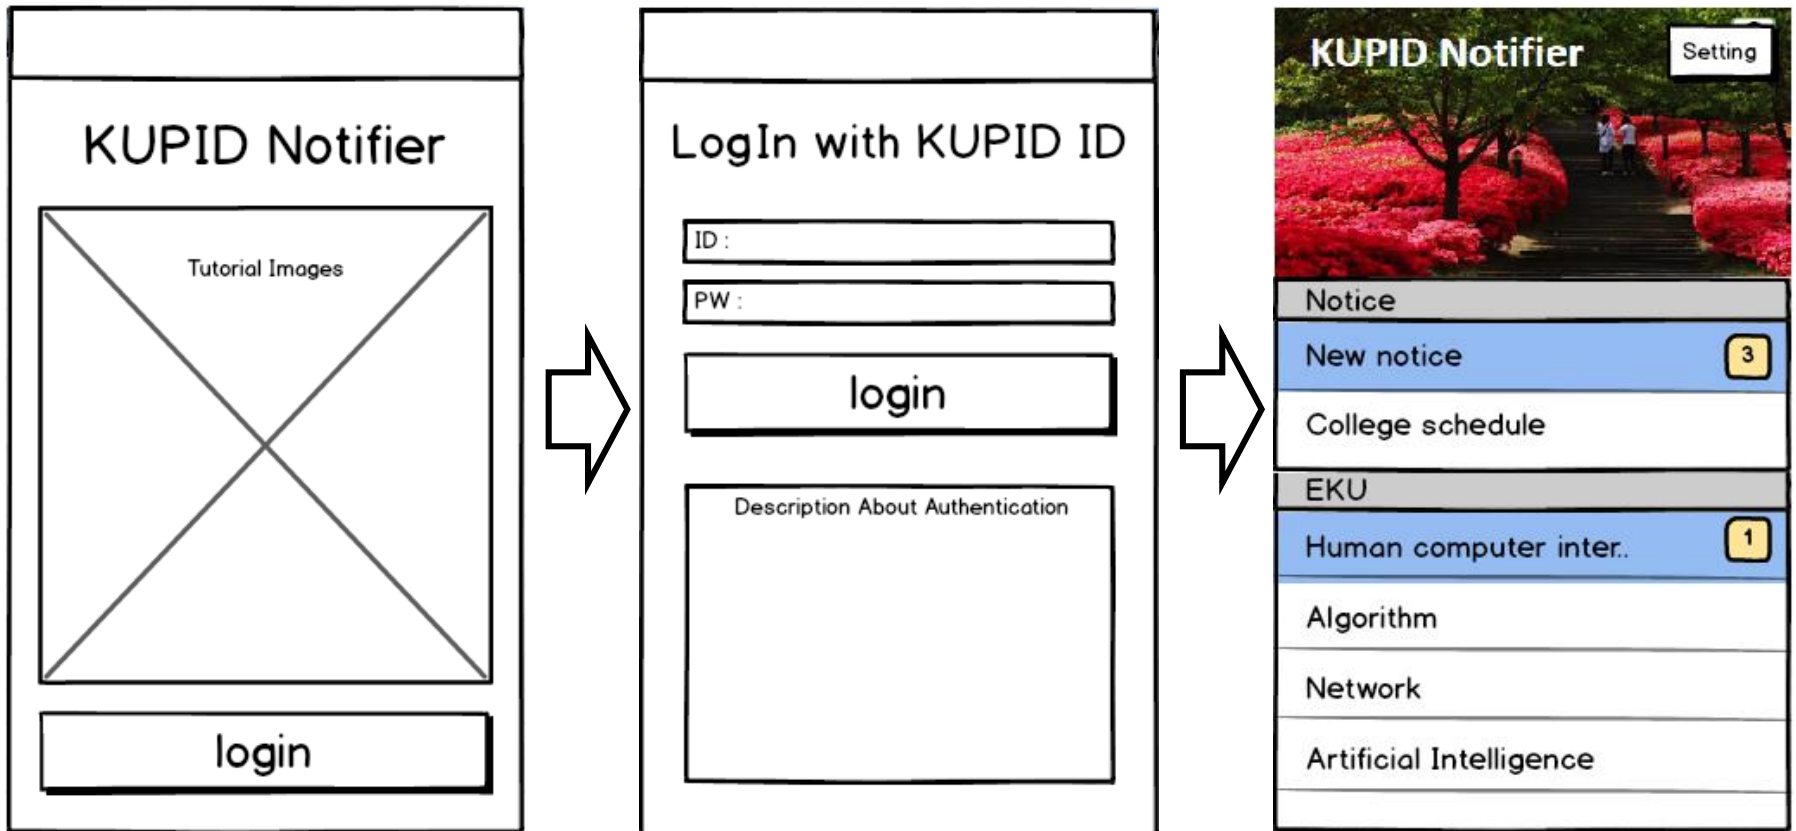 KUPID Notifier
Tutorial Images
login
LogIn with KUPID ID
ID :
PW :
login
Description About Authentication
KUPID Notifier
Setting
Notice
New notice
3
College schedule
EKU
Human computer inter..
1
Algorithm
Network
Artificial Intelligence